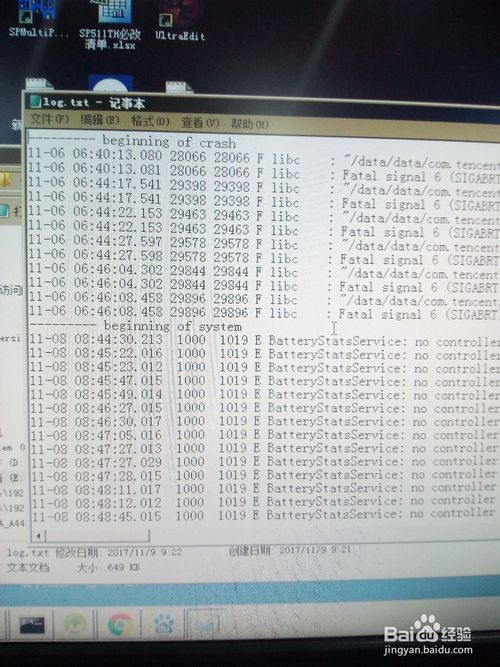 SPMultiP...
SP511TH必改
清单.xlsx
UltraEdit
log.txt - 记事本
文件(F) 编辑(E) 格式(O) 查看(V) 帮助(H)
--------- beginning of crash
11-06 06:40:13.080 28066 28066 F libc : "/data/data/com.tencent
11-06 06:40:13.081 28066 28066 F libc : Fatal signal 6 (SIGABRT
11-06 06:44:17.541 29398 29398 F libc : "/data/data/com.tencent
11-06 06:44:17.541 29398 29398 F libc : Fatal signal 6 (SIGABRT
11-06 06:44:22.153 29463 29463 F libc : "/data/data/com.tencent
11-06 06:44:22.153 29463 29463 F libc : Fatal signal 6 (SIGABRT
11-06 06:44:27.597 29578 29578 F libc : "/data/data/com.tencent
11-06 06:44:27.598 29578 29578 F libc : Fatal signal 6 (SIGABRT
11-06 06:46:04.302 29844 29844 F libc : "/data/data/com.tencent
11-06 06:46:04.302 29844 29844 F libc : Fatal signal 6 (SIGABRT
11-06 06:46:08.458 29896 29896 F libc : "/data/data/com.tencent
11-06 06:46:08.458 29896 29896 F libc : Fatal signal 6 (SIGABRT
--------- beginning of system
11-08 08:44:30.213 1000 1019 E BatteryStatsService: no controller
11-08 08:45:22.016 1000 1019 E BatteryStatsService: no controller
11-08 08:45:23.012 1000 1019 E BatteryStatsService: no controller
11-08 08:45:47.015 1000 1019 E BatteryStatsService: no controller
11-08 08:45:49.014 1000 1019 E BatteryStatsService: no controller
11-08 08:46:27.015 1000 1019 E BatteryStatsService: no controller
11-08 08:46:30.017 1000 1019 E BatteryStatsService: no controller
11-08 08:47:05.016 1000 1019 E BatteryStatsService: no controller
11-08 08:47:27.013 1000 1019 E BatteryStatsService: no controller
11-08 08:47:27.029 1000 1019 E BatteryStatsService: no controller
11-08 08:47:28.015 1000 1019 E BatteryStatsService: no controller
11-08 08:48:11.017 1000 1019 E BatteryStatsService: no controller
11-08 08:48:12.012 1000 1019 E BatteryStatsService: no controller
11-08 08:48:45.015 1000 1019 E BatteryStatsService: no controller
log.txt 修改日期: 2017/11/9 9:22 创建日期: 2017/11/9 9:21
文本文档 大小: 649 KB
Baidu经验
jingyan.baidu.com